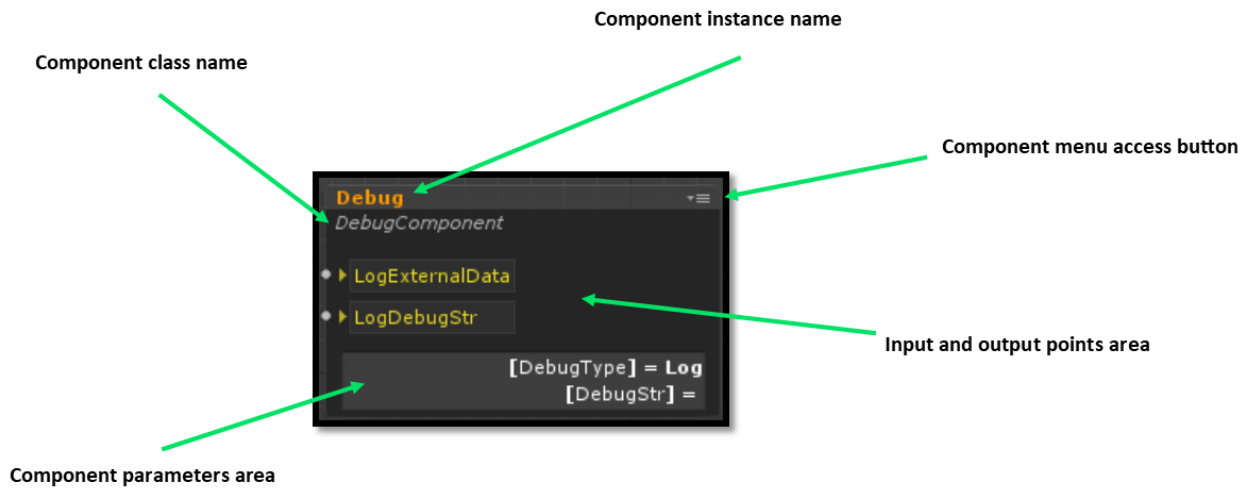 Component instance name
Component class name
Component menu access button
Debug
DebugComponent
LogExternalData
LogDebugStr
Input and output points area
[DebugType] = Log
[DebugStr] =
Component parameters area